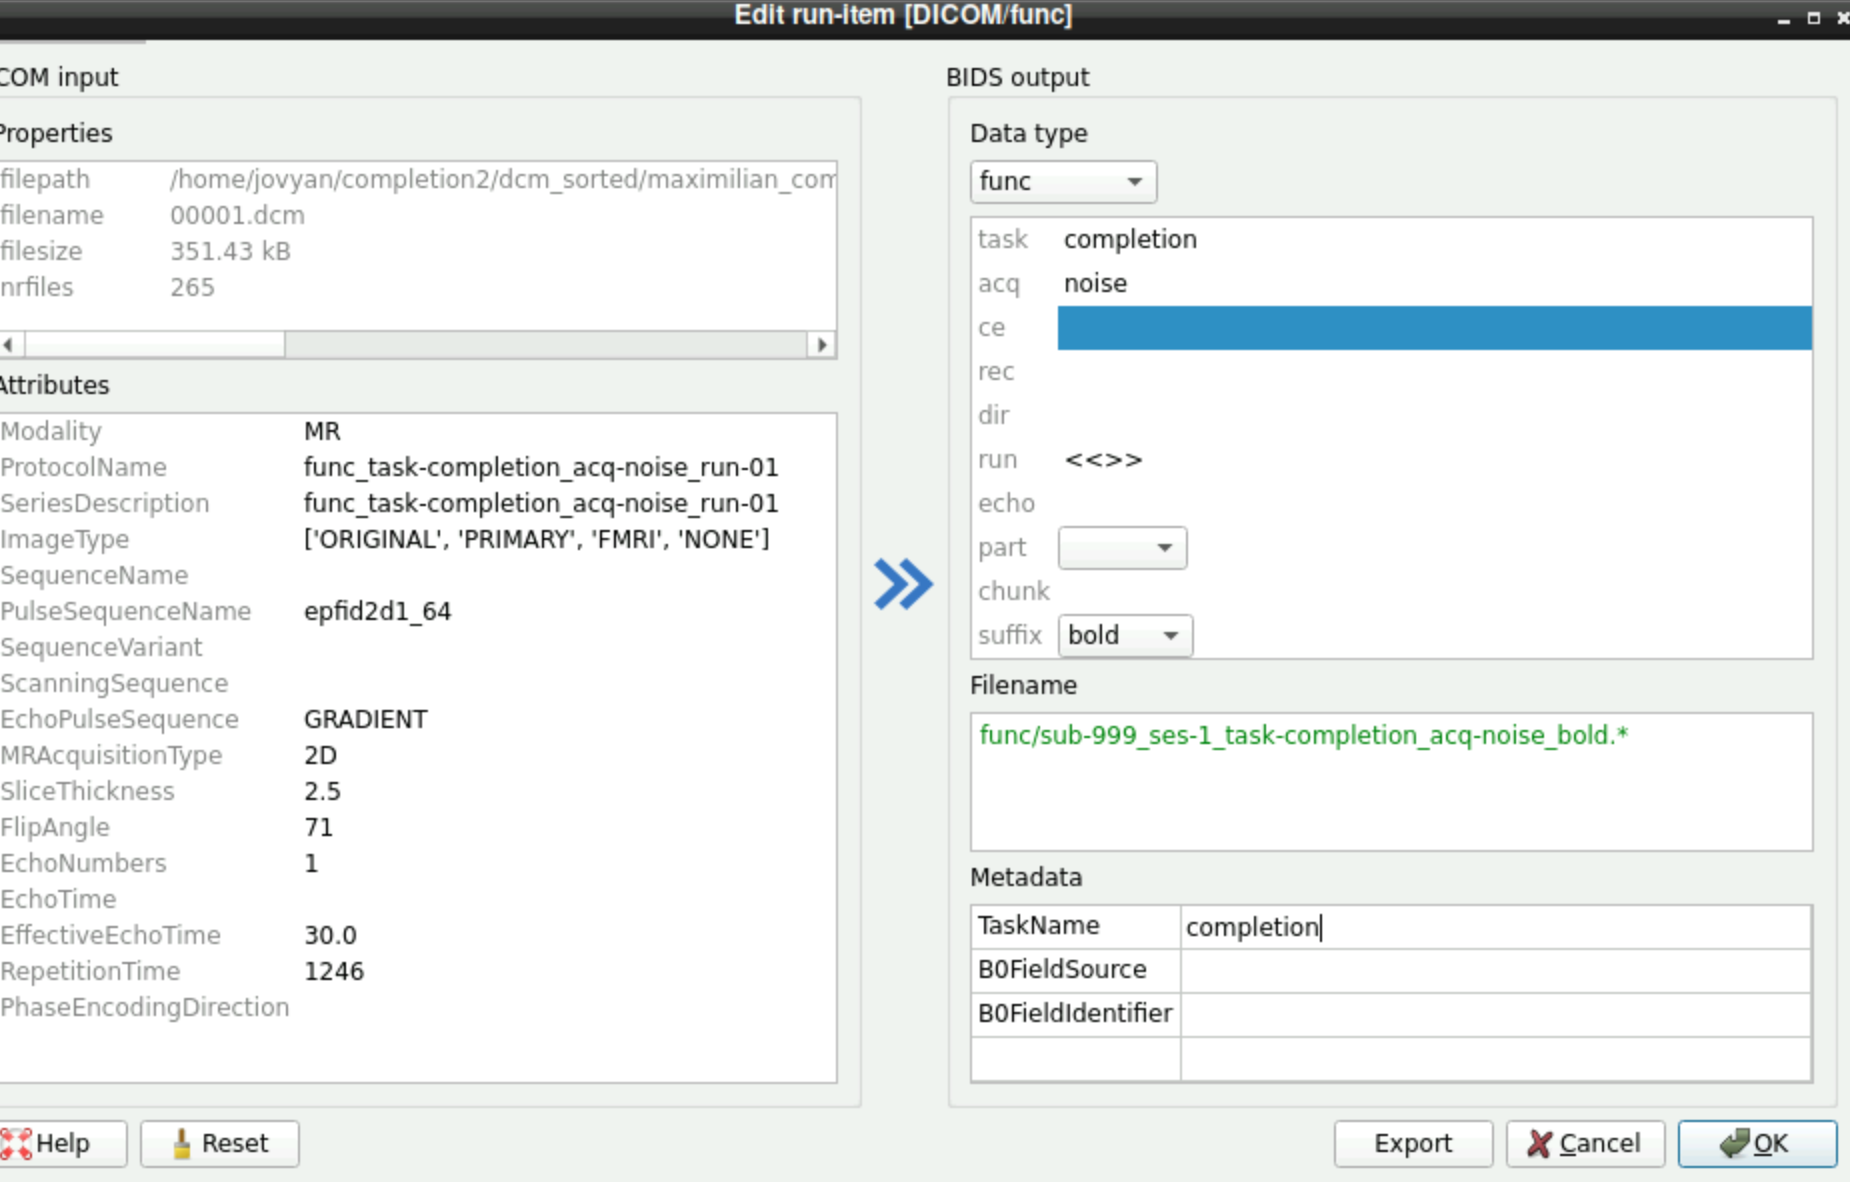 Edit run-item [DICOM/func]
COM input
Properties
filepath /home/jovyan/completion2/dcm_sorted/maximilian_com
filename 00001.dcm
filesize 351.43 kB
nrfiles 265
Attributes
Modality MR
ProtocolName func_task-completion_acq-noise_run-01
SeriesDescription func_task-completion_acq-noise_run-01
ImageType ['ORIGINAL', 'PRIMARY', 'FMRI', 'NONE']
SequenceName
PulseSequenceName epfid2d1_64
SequenceVariant
ScanningSequence
EchoPulseSequence GRADIENT
MRAcquisitionType 2D
SliceThickness 2.5
FlipAngle 71
EchoNumbers 1
EchoTime
EffectiveEchoTime 30.0
RepetitionTime 1246
PhaseEncodingDirection
BIDS output
Data type
func
task completion
acq noise
ce
rec
dir
run <<>>
echo
part
chunk
suffix bold
Filename
func/sub-999_ses-1_task-completion_acq-noise_bold.*
Metadata
TaskName completion
B0FieldSource
B0FieldIdentifier
Help Reset Export Cancel OK